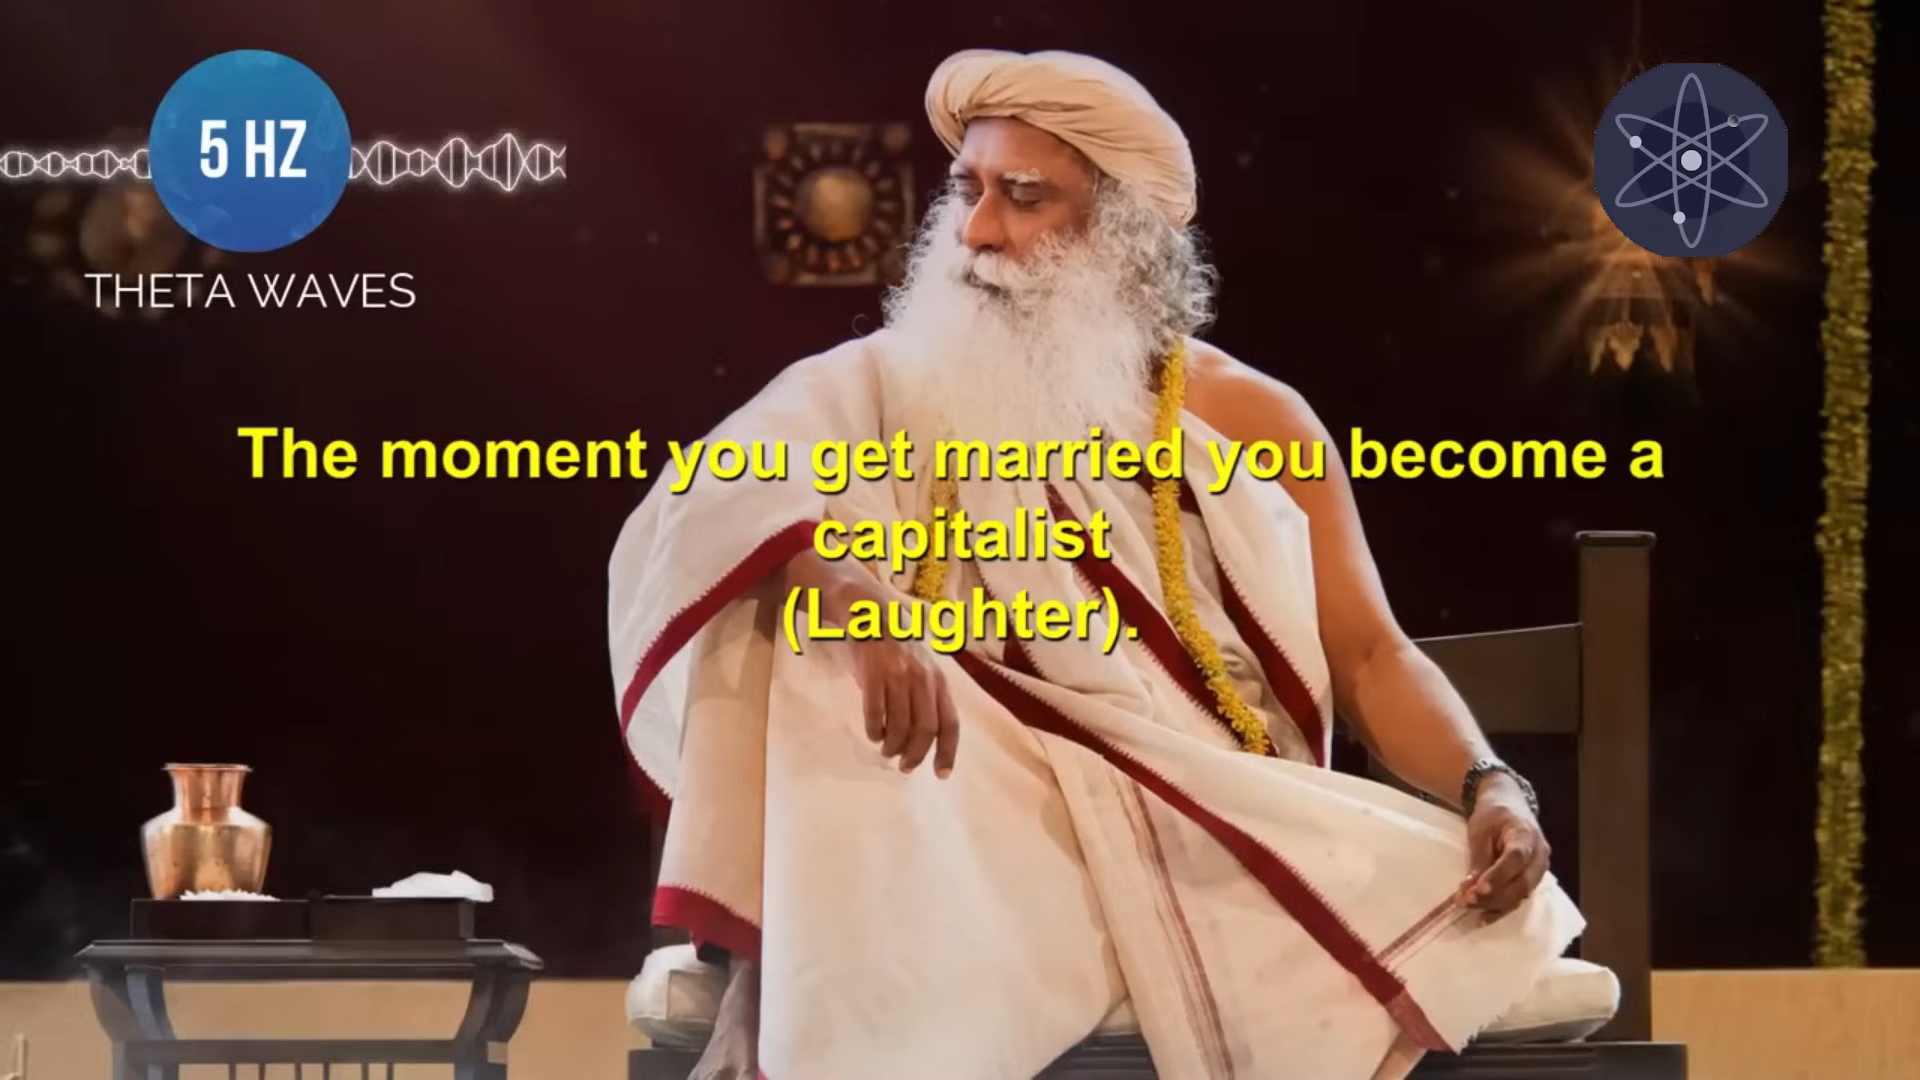 5 HZ
THETA WAVES
The moment you get married you become a
capitalist
(Laughter).